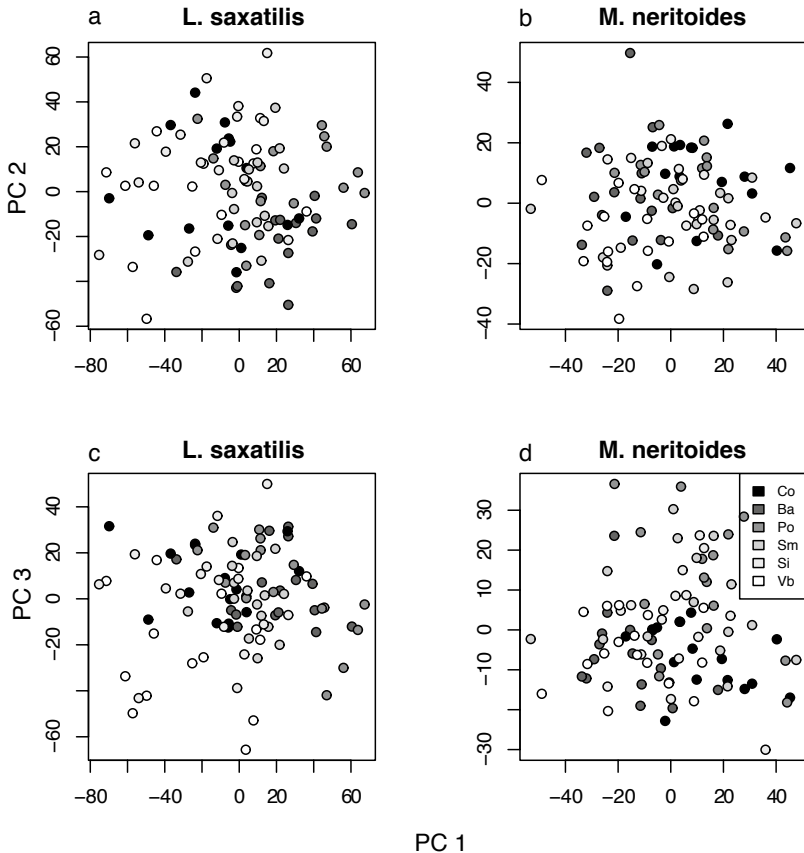 a L. saxatilis
b M. neritoides
60
40
20
0
−20
−40
−60
PC 2
−80 −40 0 20 40 60
40
20
0
−20
−40
−40 −20 0 20 40
c L. saxatilis
d M. neritoides
40
20
0
−20
−60
PC 3
−80 −40 0 20 40 60
30
10
0
−10
−30
−40 −20 0 20 40
Co
Ba
Po
Sm
Si
Vb
PC 1